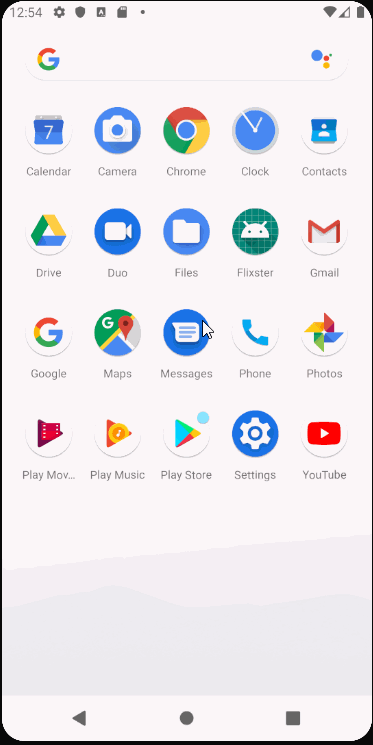 12:54
Calendar Camera Chrome Clock Contacts
Drive Duo Files Flixster Gmail
Google Maps Messages Phone Photos
Play Mov... Play Music Play Store Settings YouTube